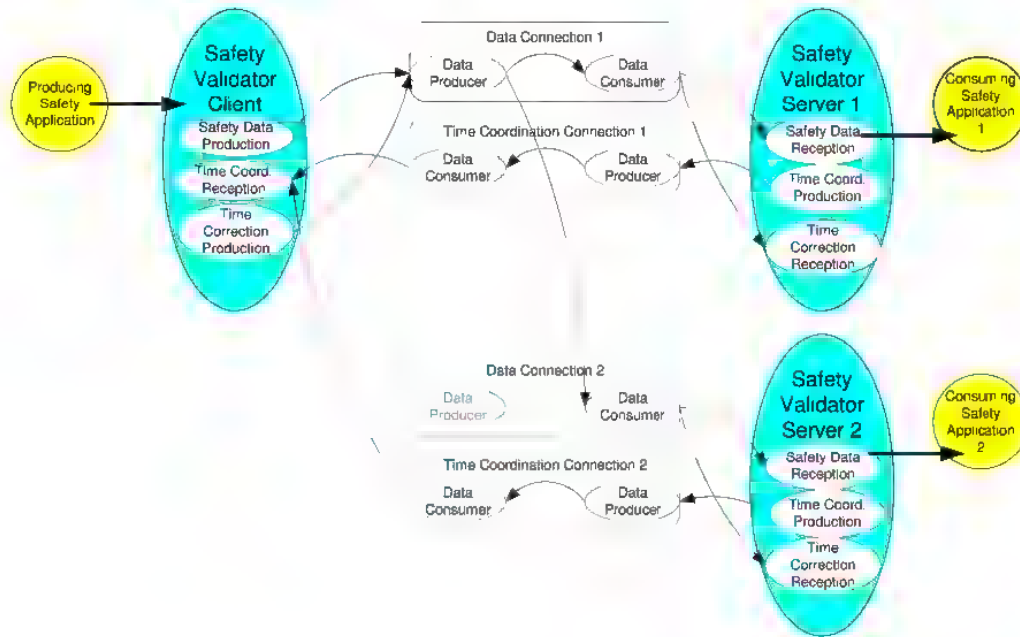 Producing
Safety
Application
Safety
Validator
Client
Safety Data
Production
Time Coord.
Reception
Time
Correction
Production
Data Connection 1
Data
Producer
Data
Consumer
Time Coordination Connection 1
Data
Consumer
Data
Producer
Safety
Validator
Server 1
Safety Data
Reception
Time Coord.
Production
Time
Correction
Reception
Consuming
Safety
Application
1
Data Connection 2
Data
Producer
Data
Consumer
Time Coordination Connection 2
Data
Consumer
Data
Producer
Safety
Validator
Server 2
Safety Data
Reception
Time Coord.
Production
Time
Correction
Reception
Consuming
Safety
Application
2